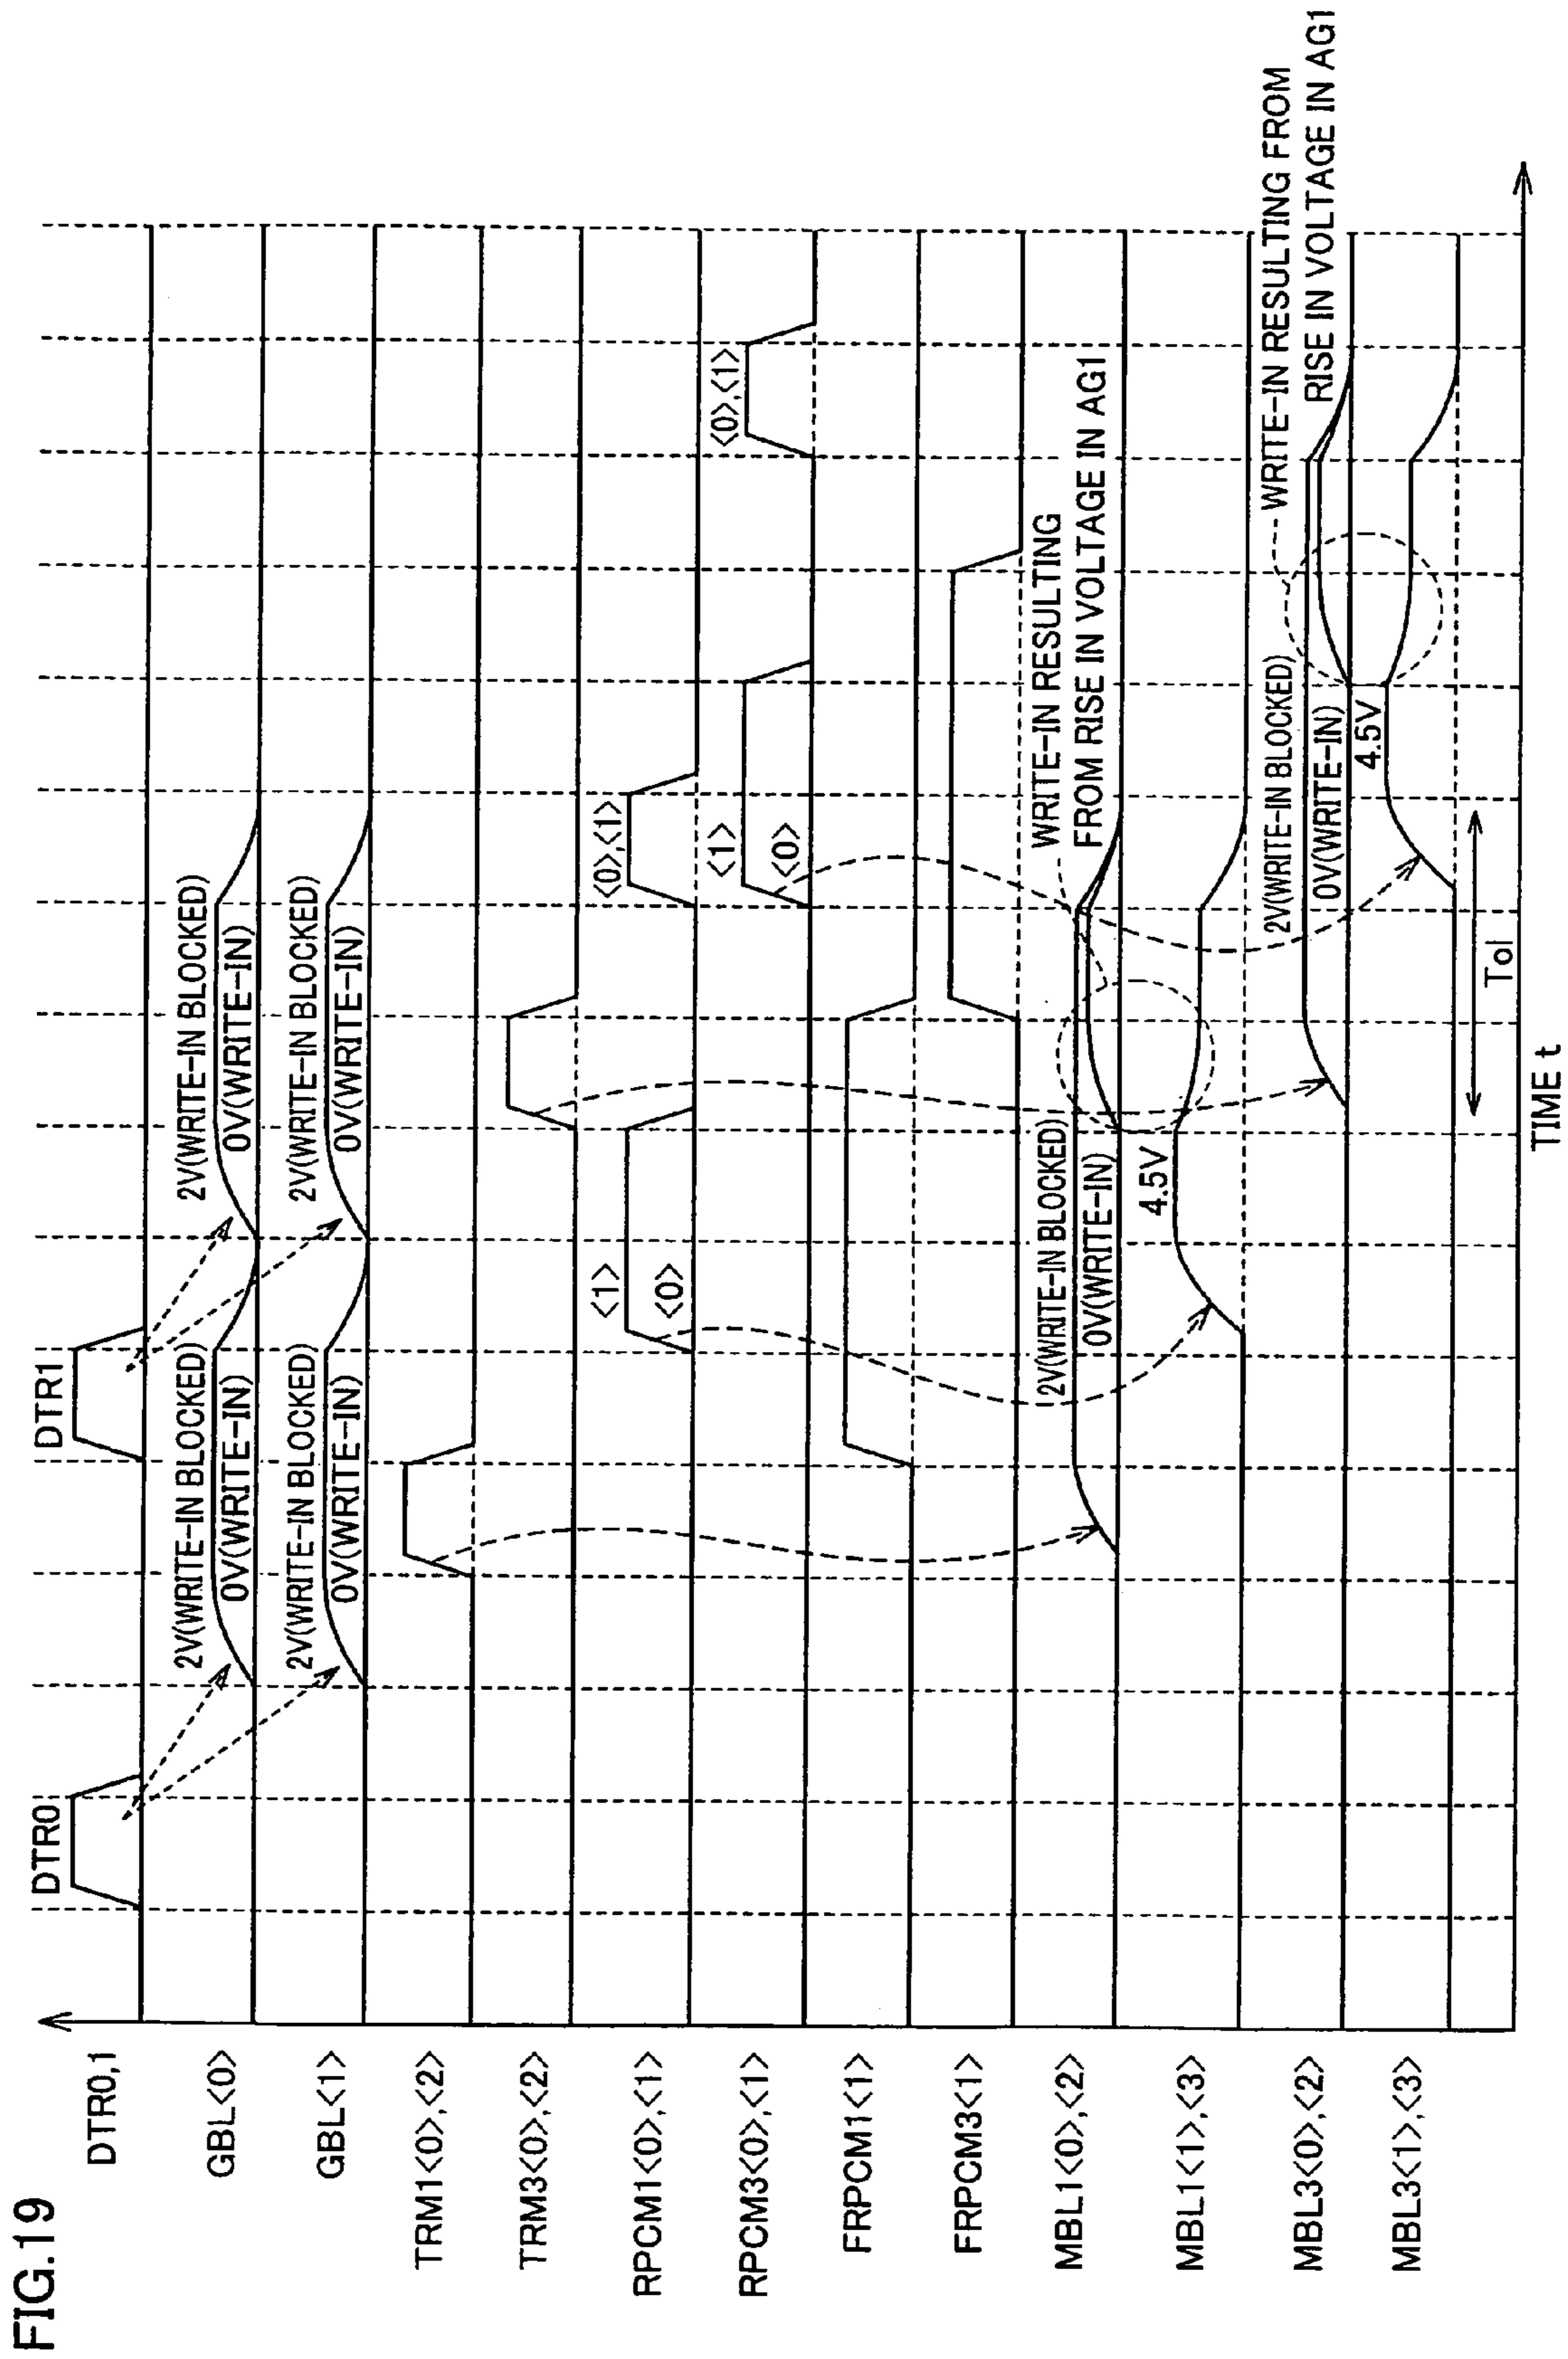 FIG.19
DTR0,1
DTR0
DTR1
GBL<0>
2V(WRITE-IN BLOCKED)
0V(WRITE-IN)
2V(WRITE-IN BLOCKED)
0V(WRITE-IN)
GBL<1>
2V(WRITE-IN BLOCKED)
0V(WRITE-IN)
2V(WRITE-IN BLOCKED)
0V(WRITE-IN)
TRM1<0>,<2>
TRM3<0>,<2>
RPCM1<0>,<1>
<1>
<0>
<0>,<1>
RPCM3<0>,<1>
<1>
<0>
<0>,<1>
FRPCM1<1>
FRPCM3<1>
MBL1<0>,<2>
2V(WRITE-IN BLOCKED)
0V(WRITE-IN)
WRITE-IN RESULTING
FROM RISE IN VOLTAGE IN AG1
MBL1<1>,<3>
4.5V
MBL3<0>,<2>
2V(WRITE-IN BLOCKED)
0V(WRITE-IN)
WRITE-IN RESULTING FROM
RISE IN VOLTAGE IN AG1
MBL3<1>,<3>
4.5V
Tol
TIME t